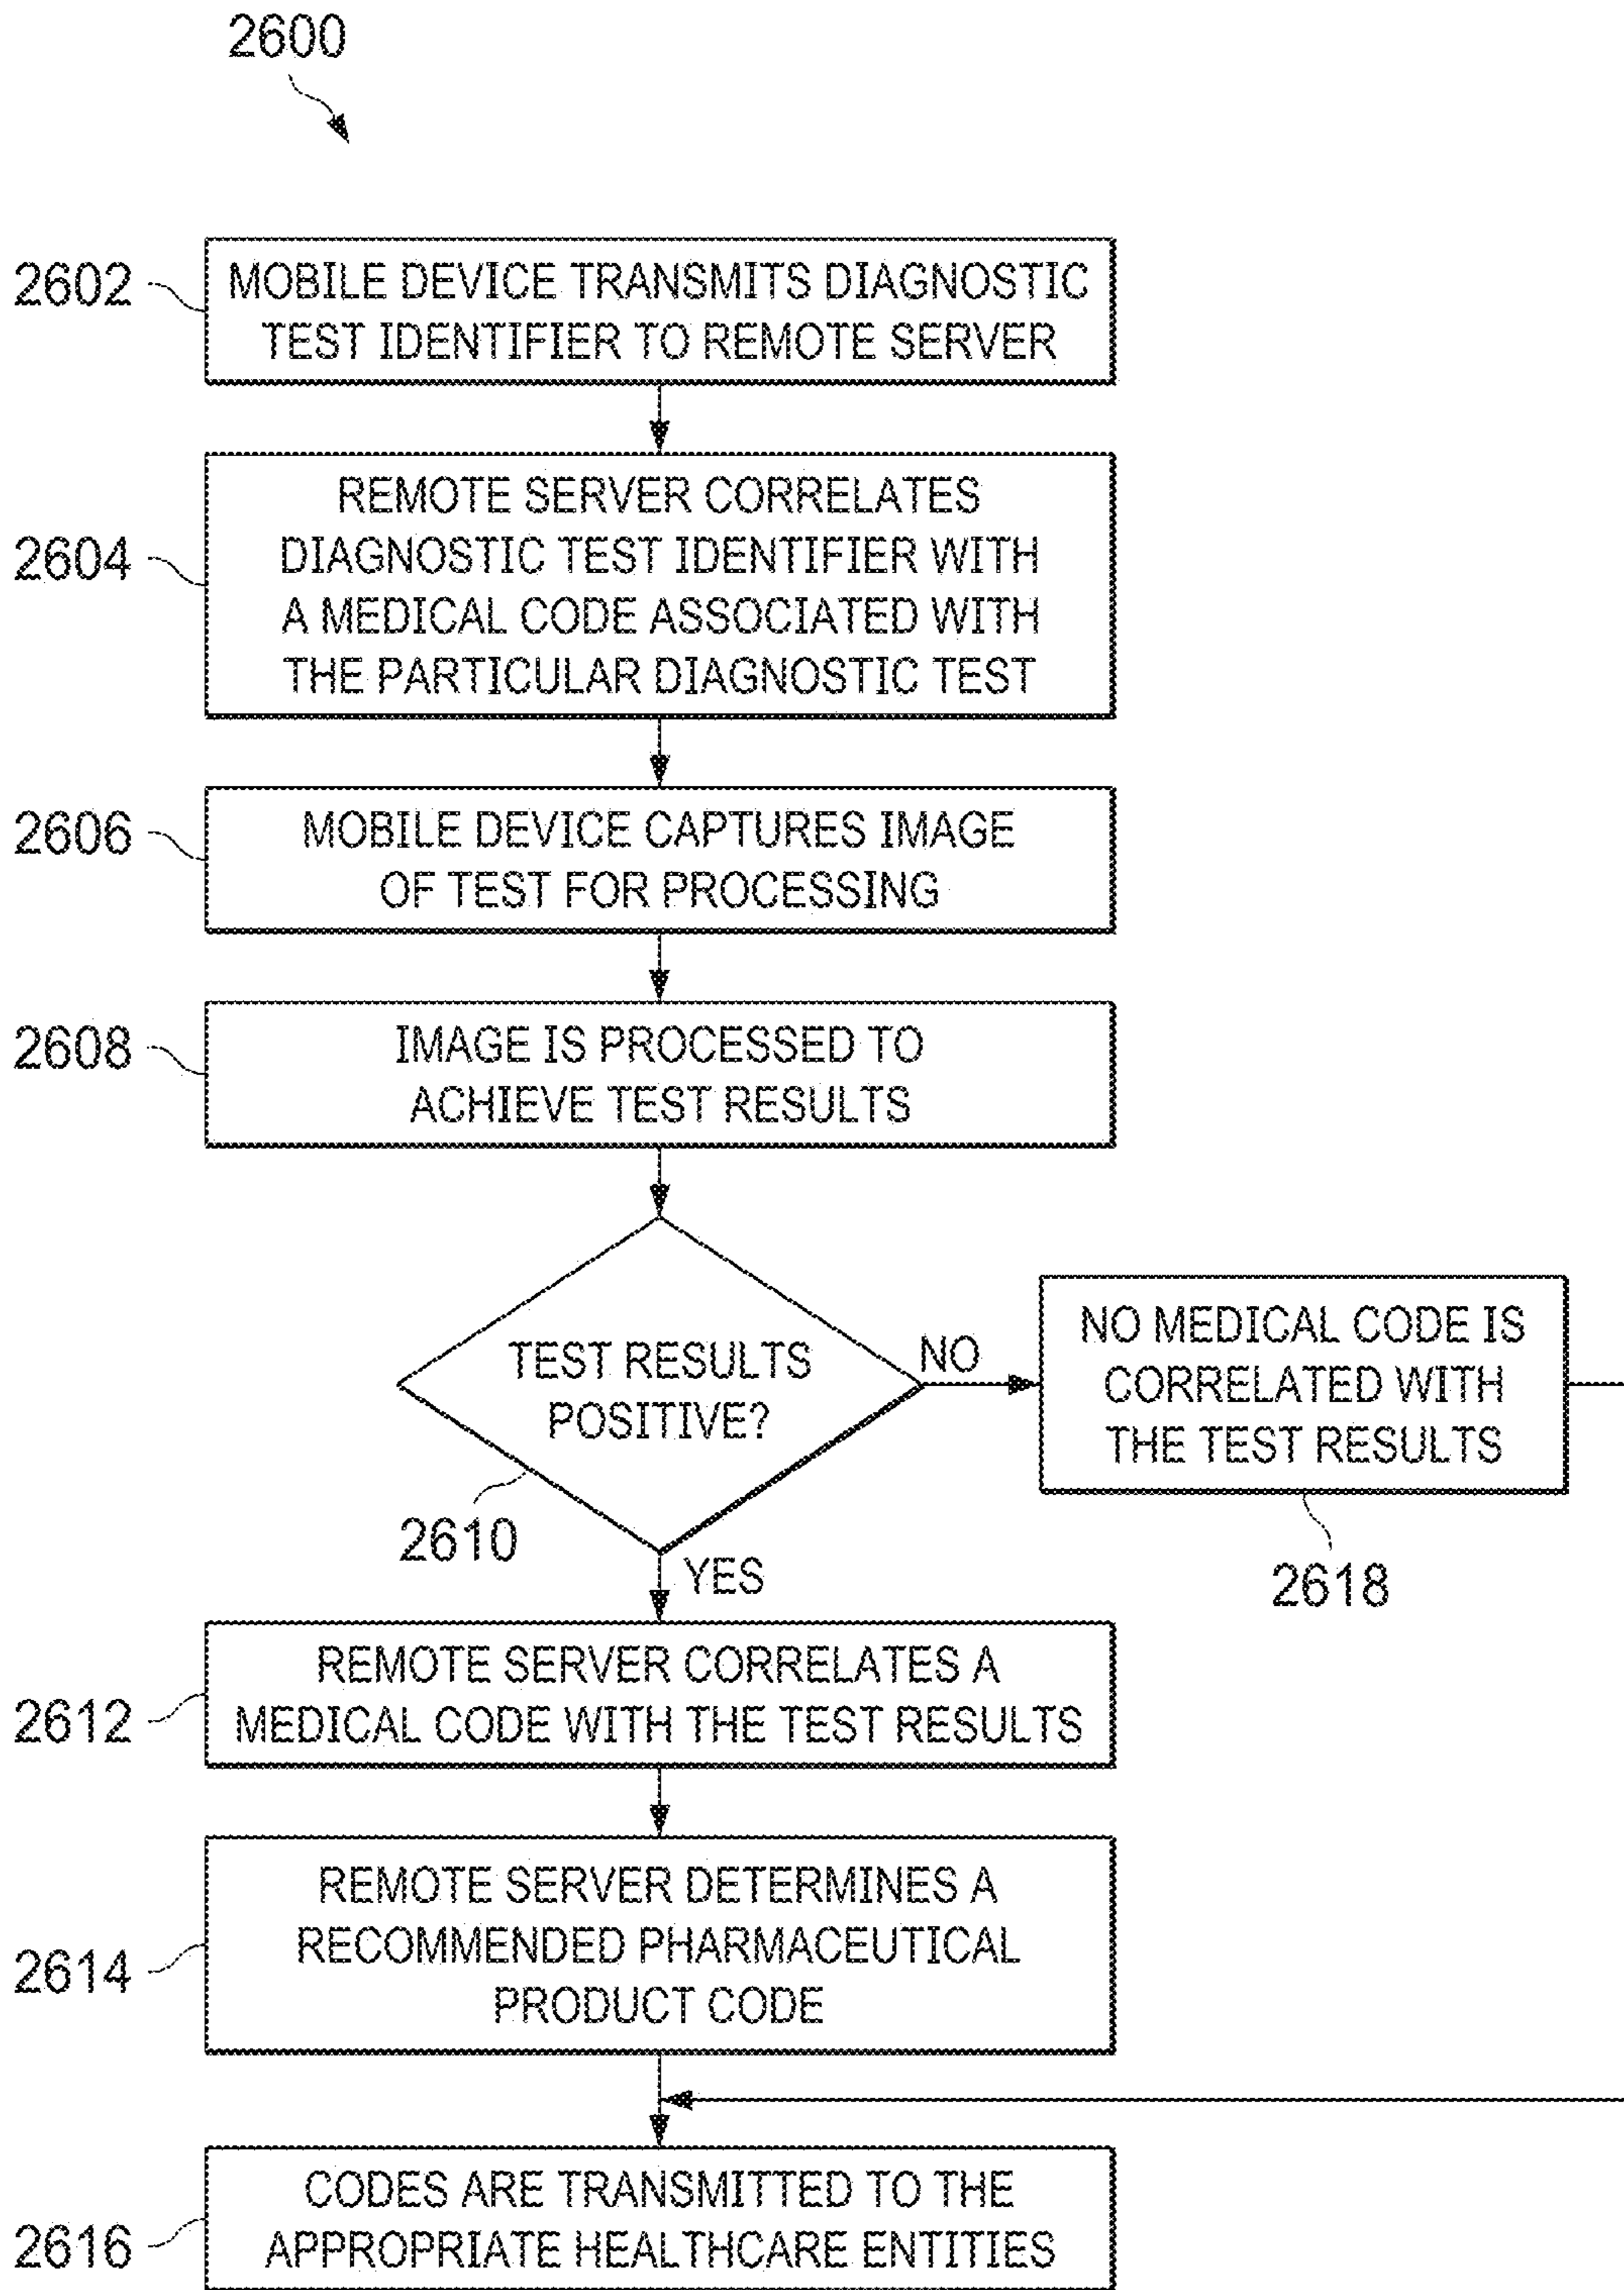 2600
2602
MOBILE DEVICE TRANSMITS DIAGNOSTIC
TEST IDENTIFIER TO REMOTE SERVER
2604
REMOTE SERVER CORRELATES
DIAGNOSTIC TEST IDENTIFIER WITH
A MEDICAL CODE ASSOCIATED WITH
THE PARTICULAR DIAGNOSTIC TEST
2606
MOBILE DEVICE CAPTURES IMAGE
OF TEST FOR PROCESSING
2608
IMAGE IS PROCESSED TO
ACHIEVE TEST RESULTS
TEST RESULTS
POSITIVE?
2610
NO
NO MEDICAL CODE IS
CORRELATED WITH
THE TEST RESULTS
2618
YES
2612
REMOTE SERVER CORRELATES A
MEDICAL CODE WITH THE TEST RESULTS
2614
REMOTE SERVER DETERMINES A
RECOMMENDED PHARMACEUTICAL
PRODUCT CODE
2616
CODES ARE TRANSMITTED TO THE
APPROPRIATE HEALTHCARE ENTITIES